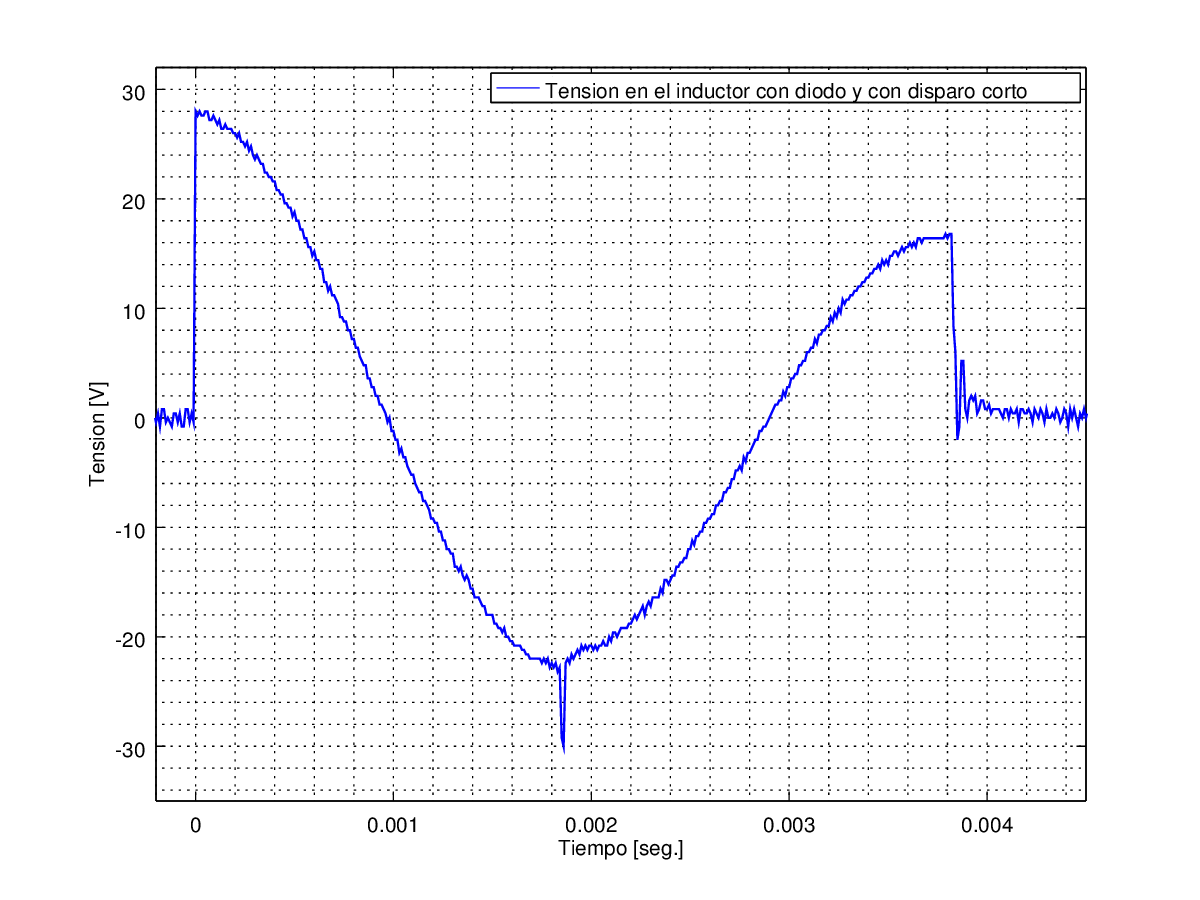 Tension en el inductor con diodo y con disparo corto
30
20
10
0
-10
-20
-30
Tension [V]
0 0.001 0.002 0.003 0.004
Tiempo [seg.]